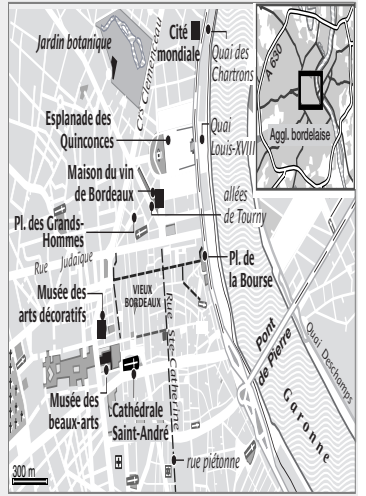 Cité
mondiale
Jardin botanique
Crs Clemenceau
Quai des
Chartrons
A 630
Aggl. bordelaise
Esplanade des
Quinconces
Quai
Louis-XVIII
Maison du vin
de Bordeaux
allées
de Tourny
Pl. des Grands-
Hommes
Rue Judaïque
Pl. de
la Bourse
Musée des
arts décoratifs
VIEUX
BORDEAUX
Rue Ste-Catherine
Pont
de Pierre
Quai Deschamps
Garonne
Musée des
beaux-arts
Cathédrale
Saint-André
rue piétonne
300 m